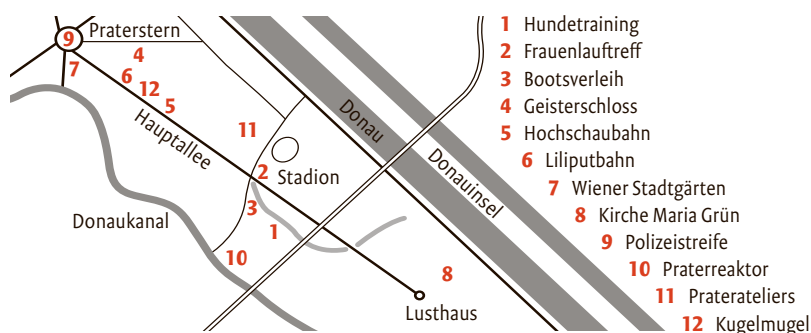 9 Praterstern
4
7
6
12
5
Hauptallee
11
2 Stadion
3
Donaukanal
1
10
8
Lusthaus
Donau
Donauinsel
1 Hundetraining
2 Frauenlauftreff
3 Bootsverleih
4 Geisterschloss
5 Hochschaubahn
6 Liliputbahn
7 Wiener Stadtgärten
8 Kirche Maria Grün
9 Polizeistreife
10 Praterreaktor
11 Praterateliers
12 Kugelmugel